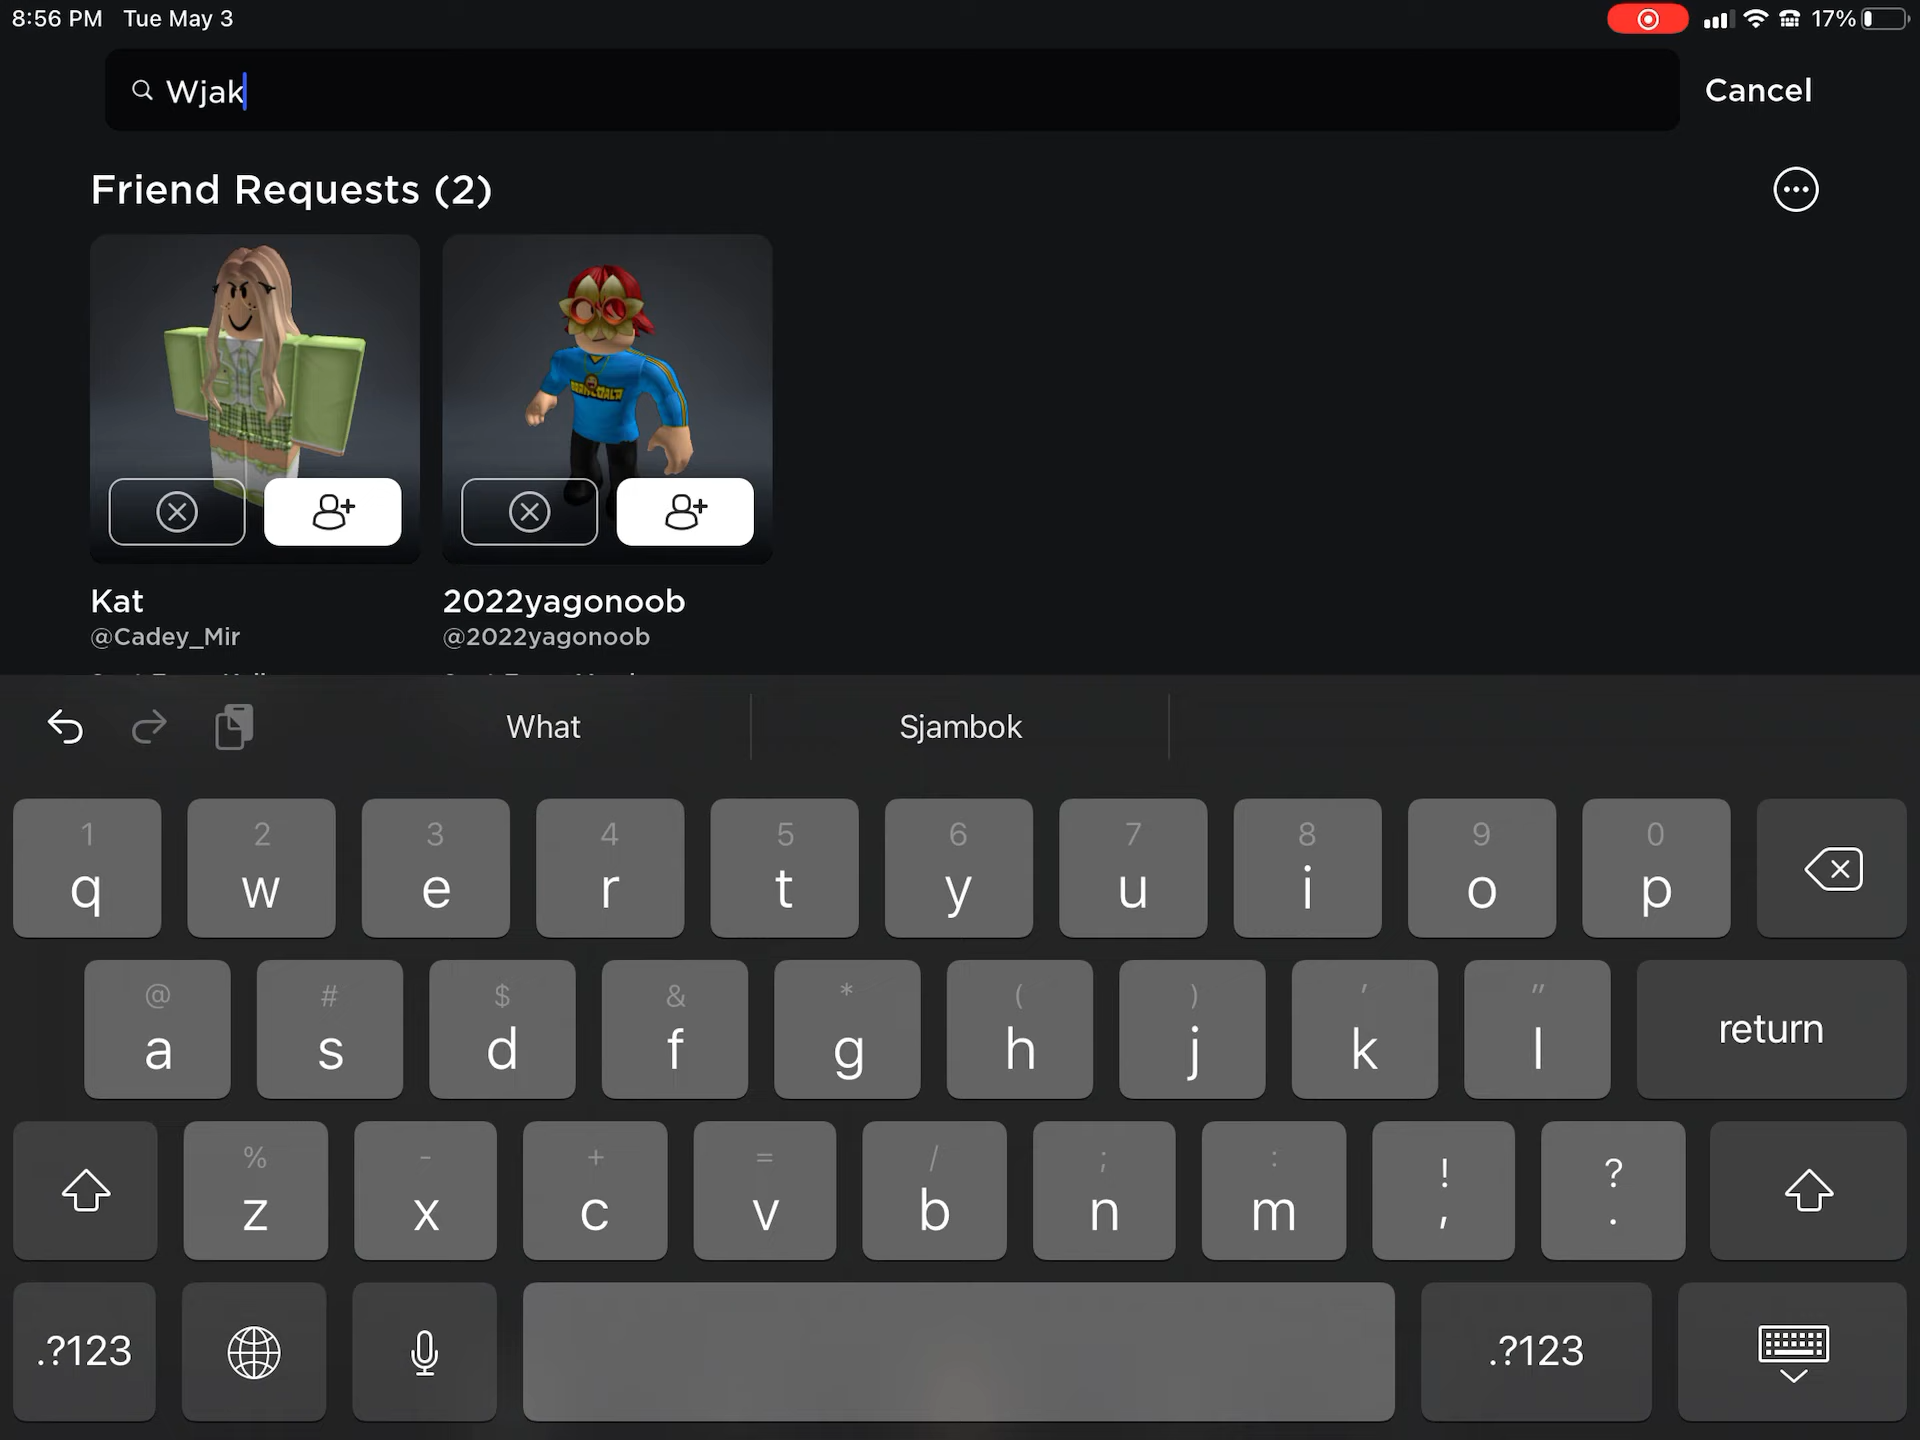 8:56 PM Tue May 3
17%
Wjak
Cancel
Friend Requests (2)
Kat
2022yagonoob
@Cadey_Mir
@2022yagonoob
What
Sjambok
1 2 3 4 5 6 7 8 9 0
q w e r t y u i o p
@ # $ & * ( ) ' "
a s d f g h j k l return
% - + = / ; : ! ?
z x c v b n m , .
.?123 .?123